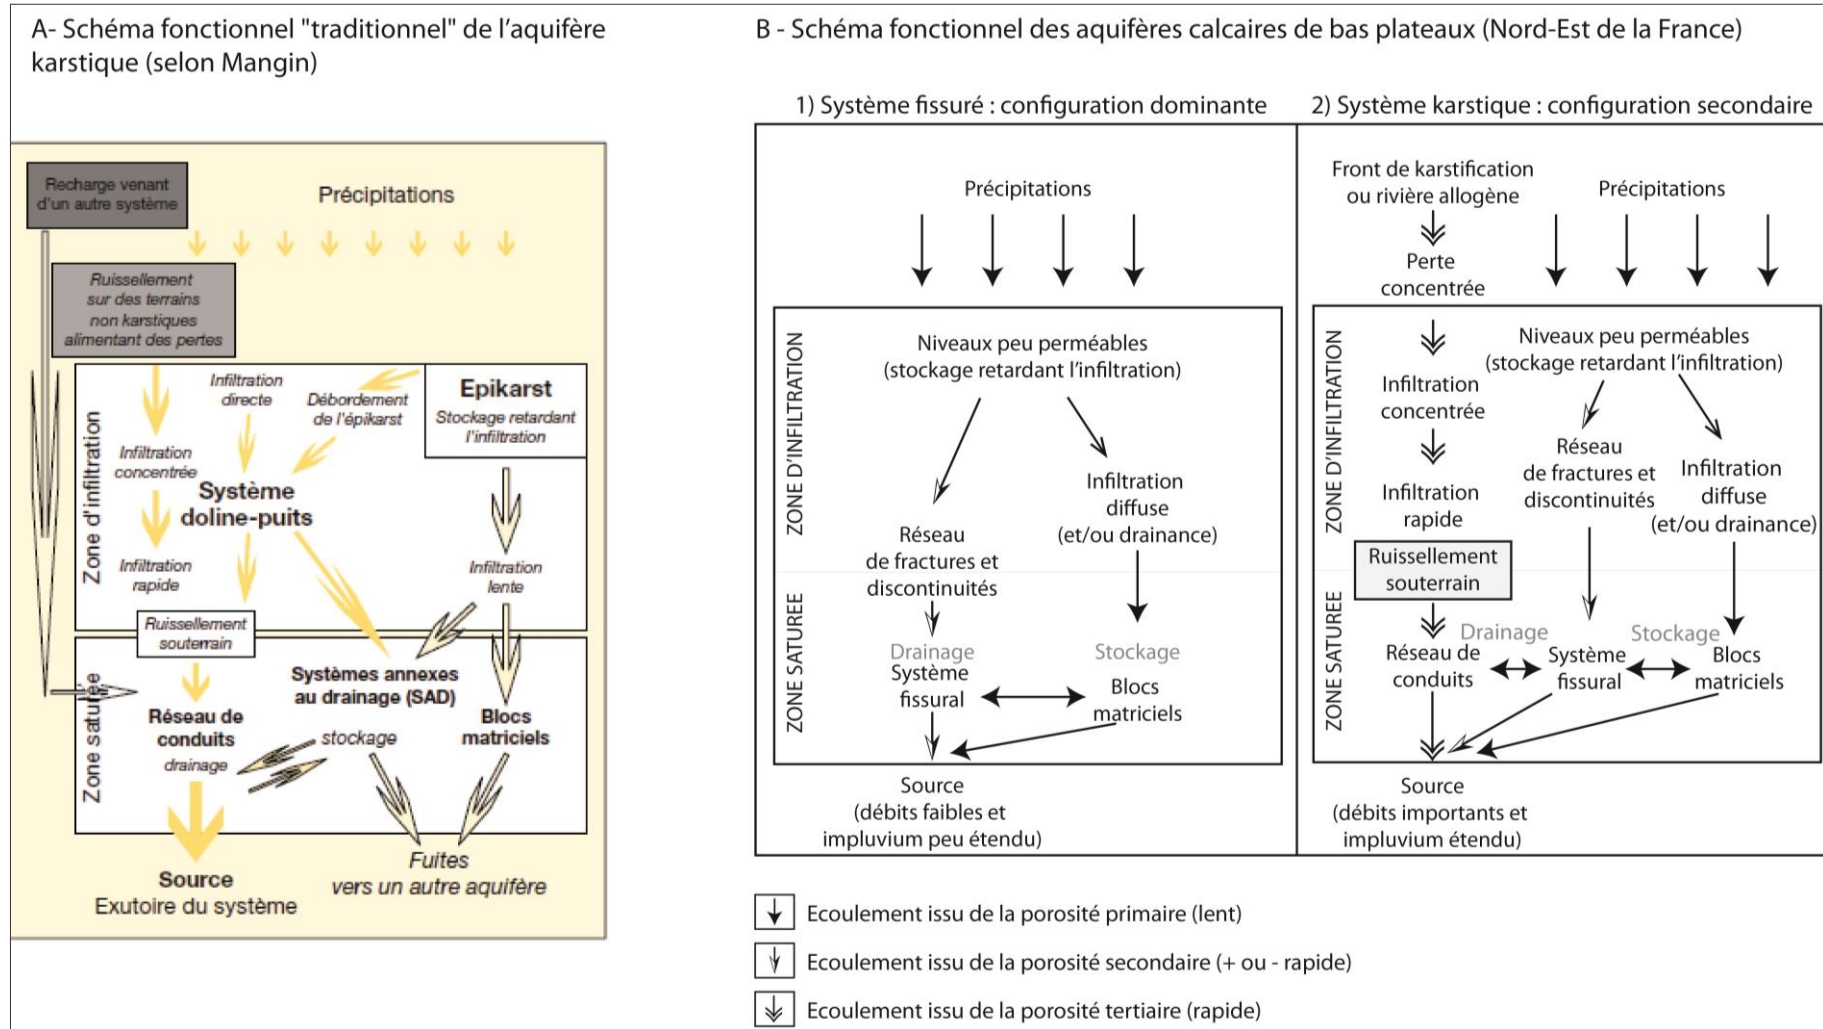 A- Schéma fonctionnel "traditionnel" de l'aquifère
karstique (selon Mangin)
Recharge venant
d'un autre système
Précipitations
Ruissellement
sur des terrains
non karstiques
alimentant des pertes
Zone d'infiltration
Infiltration
directe
Débordement
de l'épikarst
Epikarst
Stockage retardant
l'infiltration
Infiltration
concentrée
Système
doline-puits
Infiltration
rapide
Infiltration
lente
Ruissellement
souterrain
Zone saturée
Systèmes annexes
au drainage (SAD)
Réseau de
conduits
drainage
stockage
Blocs
matriciels
Source
Exutoire du système
Fuites
vers un autre aquifère
B - Schéma fonctionnel des aquifères calcaires de bas plateaux (Nord-Est de la France)
1) Système fissuré : configuration dominante
Précipitations
ZONE D'INFILTRATION
Niveaux peu perméables
(stockage retardant l'infiltration)
Infiltration
diffuse
(et/ou drainance)
Réseau
de fractures et
discontinuités
ZONE SATUREE
Drainage
Système
fissural
Stockage
Blocs
matriciels
Source
(débits faibles et
impluvium peu étendu)
2) Système karstique : configuration secondaire
Front de karstification
ou rivière allogène
Précipitations
Perte
concentrée
ZONE D'INFILTRATION
Niveaux peu perméables
(stockage retardant l'infiltration)
Infiltration
concentrée
Réseau
de fractures et
discontinuités
Infiltration
diffuse
(et/ou drainance)
Infiltration
rapide
Ruissellement
souterrain
ZONE SATUREE
Drainage
Stockage
Réseau de
conduits
Système
fissural
Blocs
matriciels
Source
(débits importants et
impluvium étendu)
Ecoulement issu de la porosité primaire (lent)
Ecoulement issu de la porosité secondaire (+ ou - rapide)
Ecoulement issu de la porosité tertiaire (rapide)